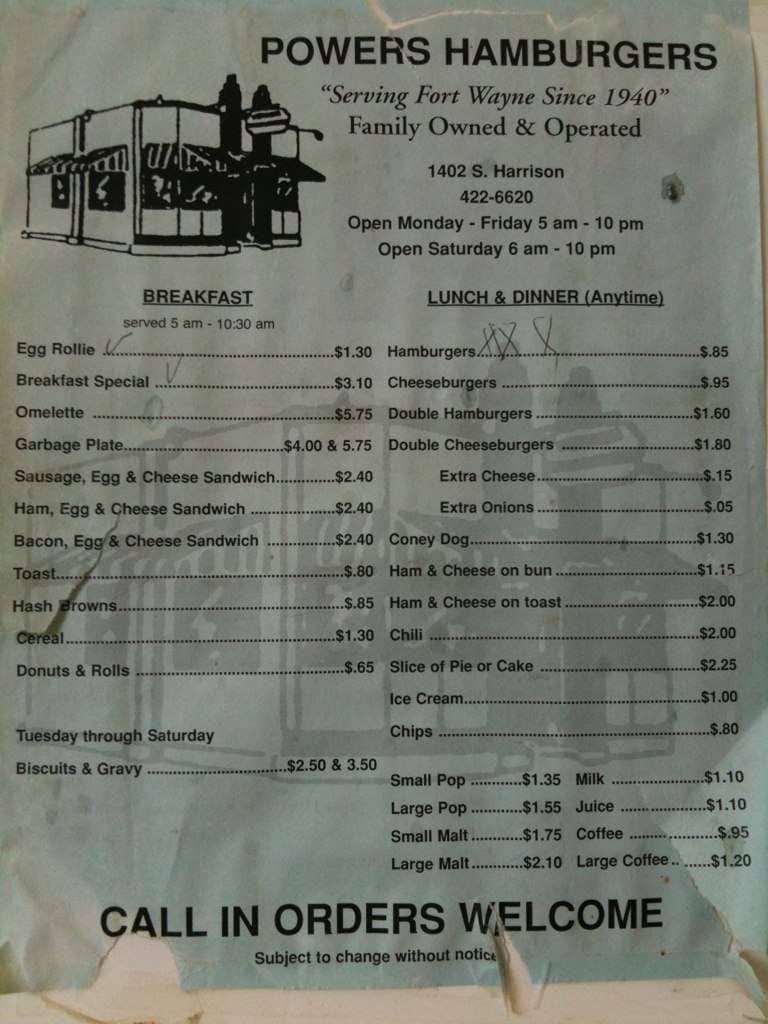 POWERS HAMBURGERS
"Serving Fort Wayne Since 1940"
Family Owned & Operated
1402 S. Harrison
422-6620
Open Monday - Friday 5 am - 10 pm
Open Saturday 6 am - 10 pm
BREAKFAST
served 5 am - 10:30 am
Egg Rollie ........ $1.30
Breakfast Special ........ $3.10
Omelette ........ $5.75
Garbage Plate ........ $4.00 & 5.75
Sausage, Egg & Cheese Sandwich ........ $2.40
Ham, Egg & Cheese Sandwich ........ $2.40
Bacon, Egg & Cheese Sandwich ........ $2.40
Toast ........ $.80
Hash Browns ........ $.85
Cereal ........ $1.30
Donuts & Rolls ........ $.65
Tuesday through Saturday
Biscuits & Gravy ........ $2.50 & 3.50
LUNCH & DINNER (Anytime)
Hamburgers ........ $.85
Cheeseburgers ........ $.95
Double Hamburgers ........ $1.60
Double Cheeseburgers ........ $1.80
Extra Cheese ........ $.15
Extra Onions ........ $.05
Coney Dog ........ $1.30
Ham & Cheese on bun ........ $1.15
Ham & Cheese on toast ........ $2.00
Chili ........ $2.00
Slice of Pie or Cake ........ $2.25
Ice Cream ........ $1.00
Chips ........ $.80
Small Pop ........ $1.35 Milk ........ $1.10
Large Pop ........ $1.55 Juice ........ $1.10
Small Malt ........ $1.75 Coffee ........ $.95
Large Malt ........ $2.10 Large Coffee ........ $1.20
CALL IN ORDERS WELCOME
Subject to change without notice